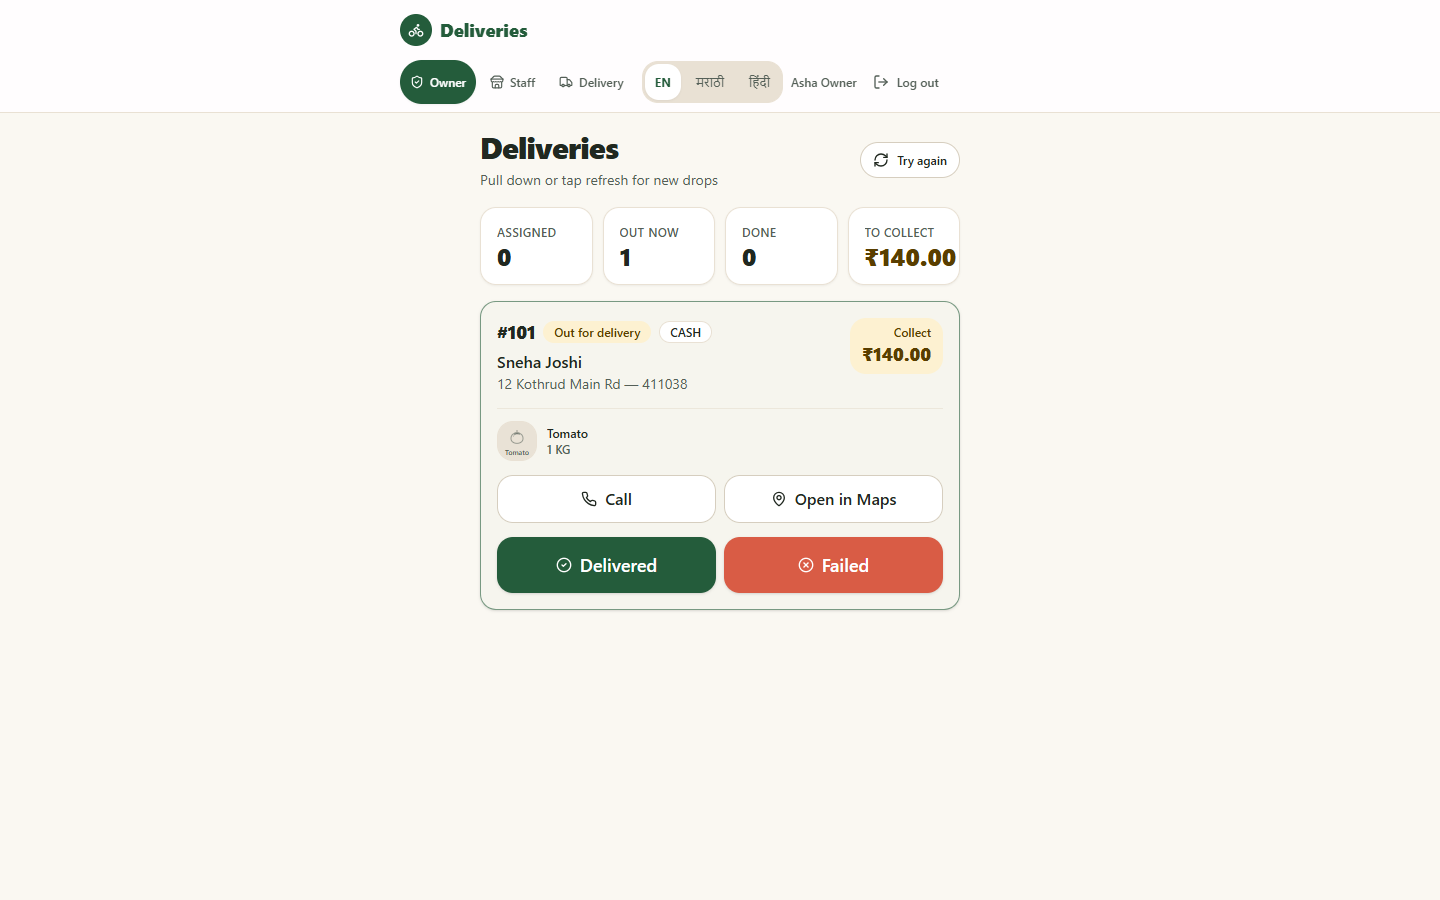 Deliveries
Owner Staff Delivery EN मराठी हिंदी Asha Owner Log out
Deliveries
Pull down or tap refresh for new drops
Try again
ASSIGNED OUT NOW DONE TO COLLECT
0 1 0 ₹140.00
#101 Out for delivery CASH Collect
₹140.00
Sneha Joshi
12 Kothrud Main Rd — 411038
Tomato
1 KG
Tomato
Call Open in Maps
Delivered Failed